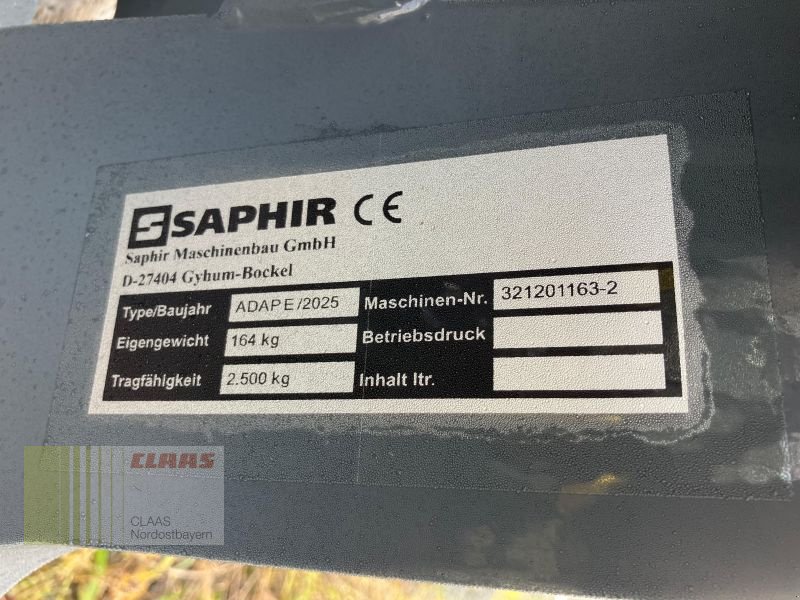 SAPHIR CE
Saphir Maschinenbau GmbH
D-27404 Gyhum-Bockel
Type/Baujahr ADAP E/2025 Maschinen-Nr. 321201163-2
Eigengewicht 164 kg Betriebsdruck
Tragfähigkeit 2.500 kg Inhalt ltr.
CLAAS
CLAAS
Nordostbayern